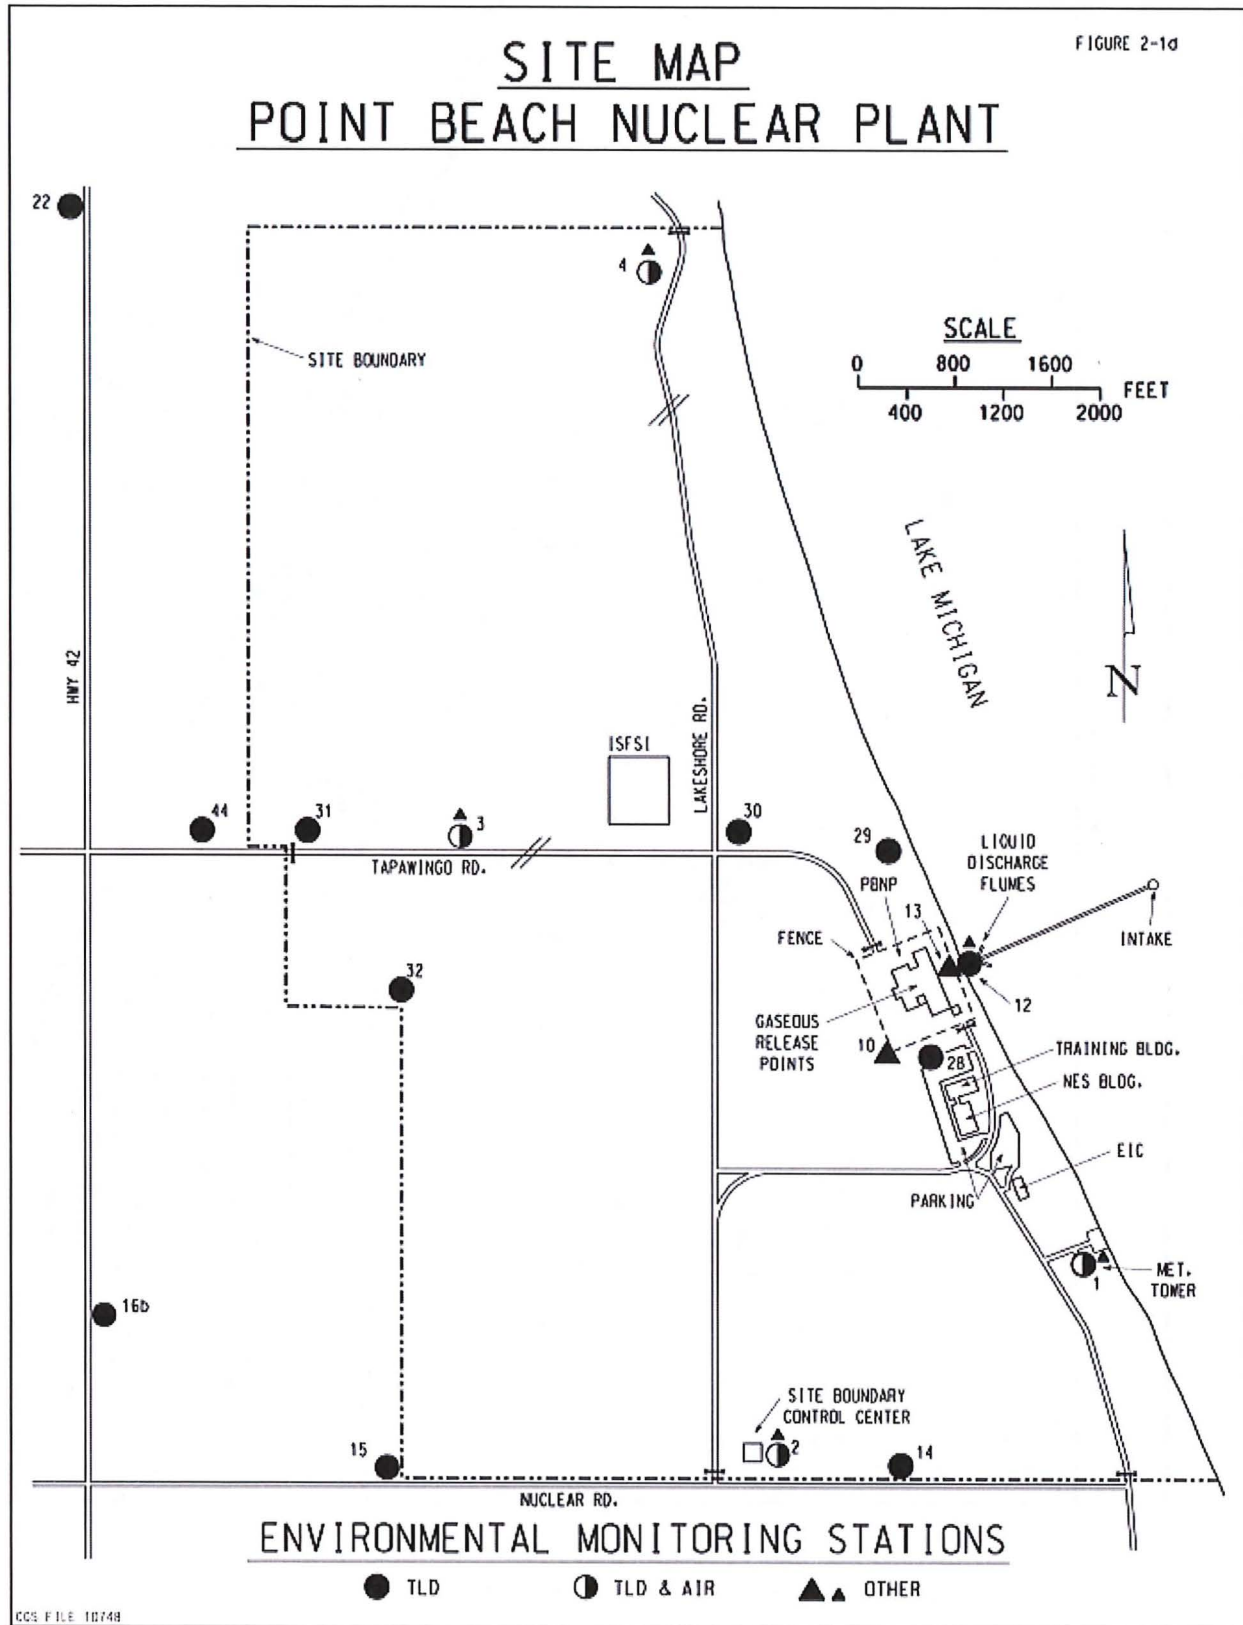 FIGURE 2-1d
SITE MAP
POINT BEACH NUCLEAR PLANT
22
4
SITE BOUNDARY
SCALE
0 800 1600
FEET
400 1200 2000
LAKE MICHIGAN
N
HWY 42
LAKESHORE RD.
ISFSI
44
31
3
30
29
TAPAWINGO RD.
LIQUID
DISCHARGE
FLUMES
PBNP
13
FENCE
INTAKE
32
12
GASEOUS
RELEASE
POINTS
10
28
TRAINING BLDG.
NES BLDG.
EIC
PARKING
1
MET.
TOWER
16b
SITE BOUNDARY
CONTROL CENTER
2
15
14
NUCLEAR RD.
ENVIRONMENTAL MONITORING STATIONS
TLD
TLD & AIR
OTHER
CCS FILE 10748